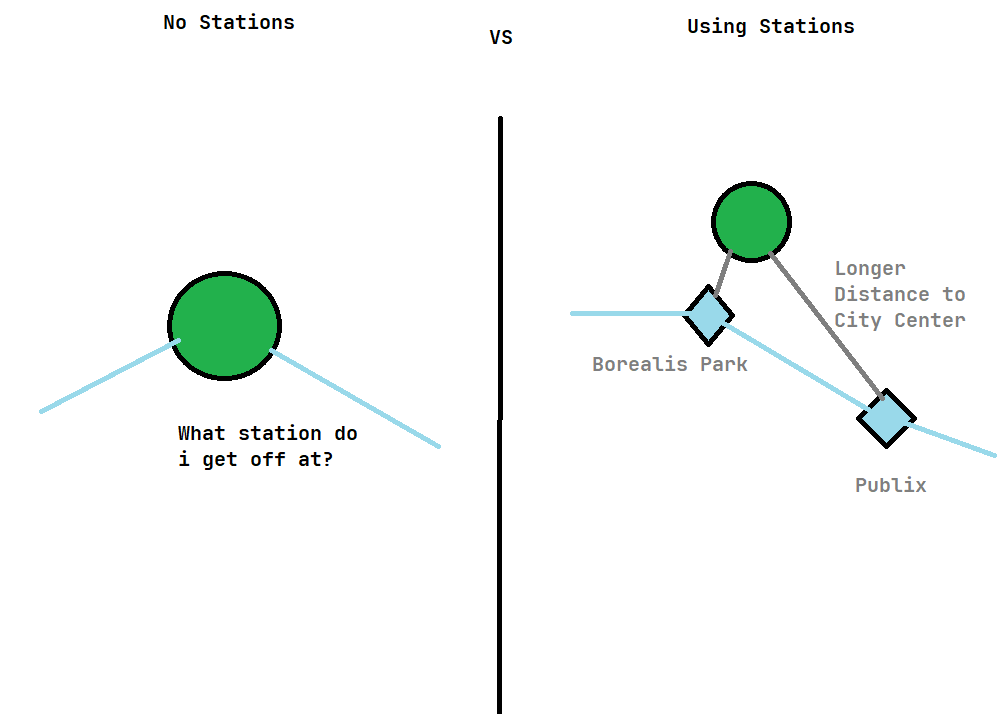 No Stations
VS
Using Stations
What station do
i get off at?
Longer
Distance to
City Center
Borealis Park
Publix